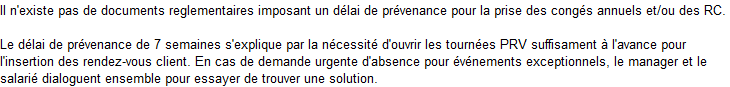 Il n'existe pas de documents reglementaires imposant un délai de prévenance pour la prise des congés annuels et/ou des RC.
Le délai de prévenance de 7 semaines s'explique par la nécessité d'ouvrir les tournées PRV suffisament à l'avance pour
l'insertion des rendez-vous client. En cas de demande urgente d'absence pour événements exceptionnels, le manager et le
salarié dialoguent ensemble pour essayer de trouver une solution.